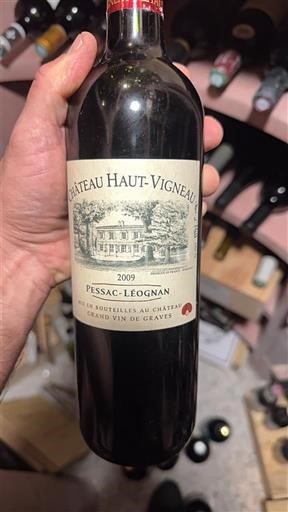 CHÂTEAU HAUT-VIGNEAU
2009
PESSAC-LÉOGNAN
MIS EN BOUTEILLES AU CHÂTEAU
GRAND VIN DE GRAVES